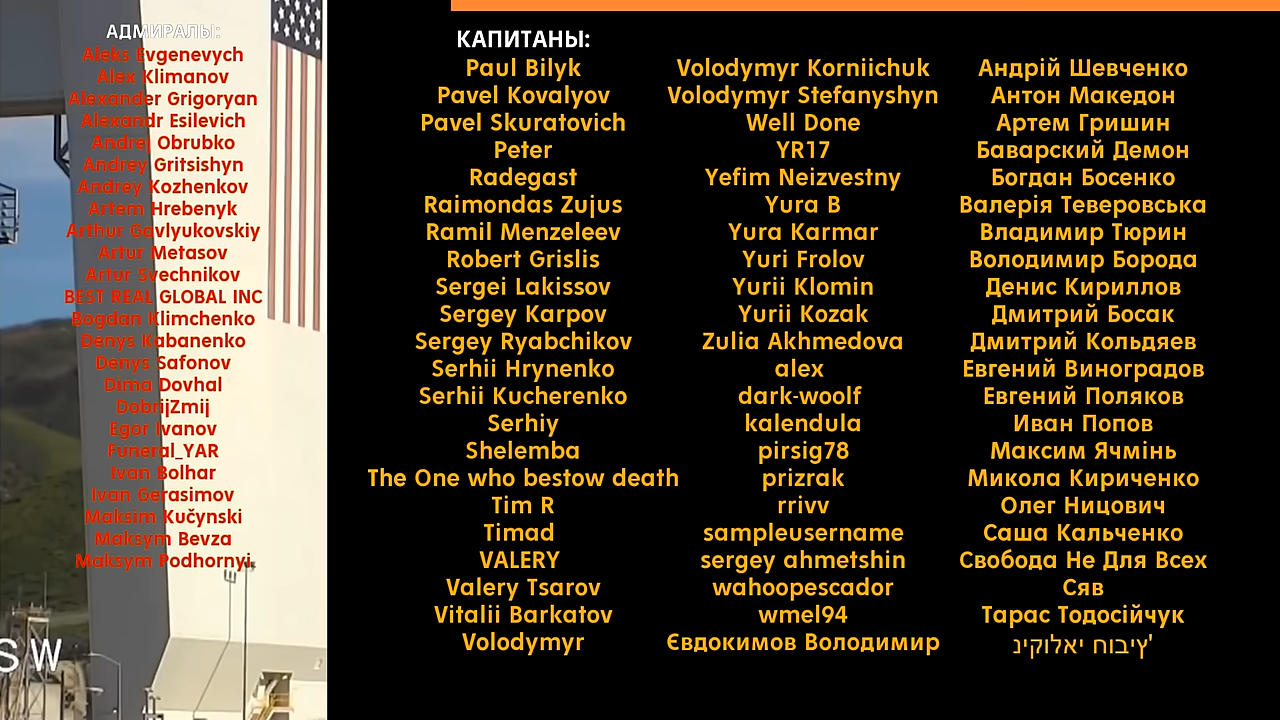 АДМИРАЛЫ:
Aleks Evgenevych
Alex Klimanov
Alexander Grigoryan
Alexandr Esilevich
Andrej Obrubko
Andrey Gritsishyn
Andrey Kozhenkov
Artem Hrebenyk
Arthur Gavlyukovskiy
Artur Metasov
Artur Svechnikov
BEST REAL GLOBAL INC
Bogdan Klimchenko
Denys Kabanenko
Denys Safonov
Dima Dovhal
DobrijZmij
Egor Ivanov
Funeral_YAR
Ivan Bolhar
Ivan Gerasimov
Maksim Kučynski
Maksym Bevza
Maksym Podhornyi
SW
КАПИТАНЫ:
Paul Bilyk
Pavel Kovalyov
Pavel Skuratovich
Peter
Radegast
Raimondas Zujus
Ramil Menzeleev
Robert Grislis
Sergei Lakissov
Sergey Karpov
Sergey Ryabchikov
Serhii Hrynenko
Serhii Kucherenko
Serhiy
Shelemba
The One who bestow death
Tim R
Timad
VALERY
Valery Tsarov
Vitalii Barkatov
Volodymyr
Volodymyr Korniichuk
Volodymyr Stefanyshyn
Well Done
YR17
Yefim Neizvestny
Yura B
Yura Karmar
Yuri Frolov
Yurii Klomin
Yurii Kozak
Zulia Akhmedova
alex
dark-woolf
kalendula
pirsig78
prizrak
rrivv
sampleusername
sergey ahmetshin
wahoopescador
wmel94
Євдокимов Володимир
Андрій Шевченко
Антон Македон
Артем Гришин
Баварский Демон
Богдан Босенко
Валерія Теверовська
Владимир Тюрин
Володимир Борода
Денис Кириллов
Дмитрий Босак
Дмитрий Кольдяев
Евгений Виноградов
Евгений Поляков
Иван Попов
Максим Ячмінь
Микола Кириченко
Олег Ницович
Саша Кальченко
Свобода Не Для Всех
Сяв
Тарас Тодосійчук
ניקולאי חוביץ'